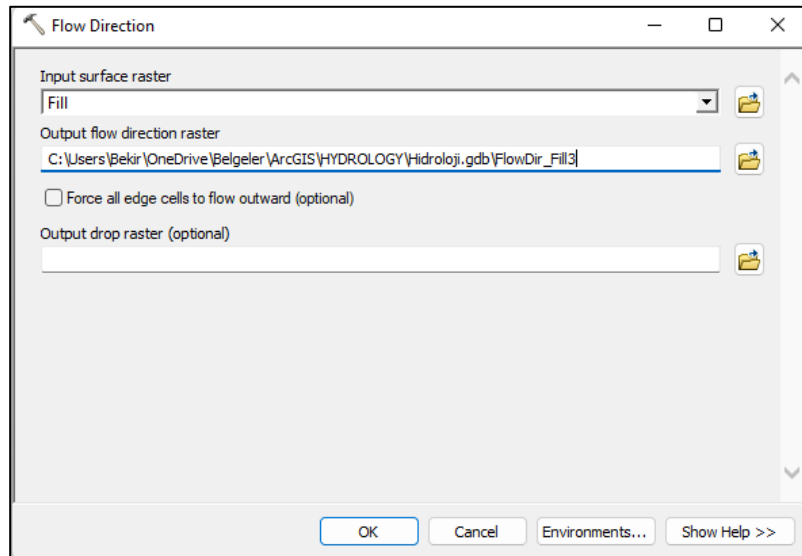 Flow Direction
Input surface raster
Fill
Output flow direction raster
C:\Users\Bekir\OneDrive\Belgeler\ArcGIS\HYDROLOGY\Hidroloji.gdb\FlowDir_Fill3
Force all edge cells to flow outward (optional)
Output drop raster (optional)
OK Cancel Environments... Show Help >>